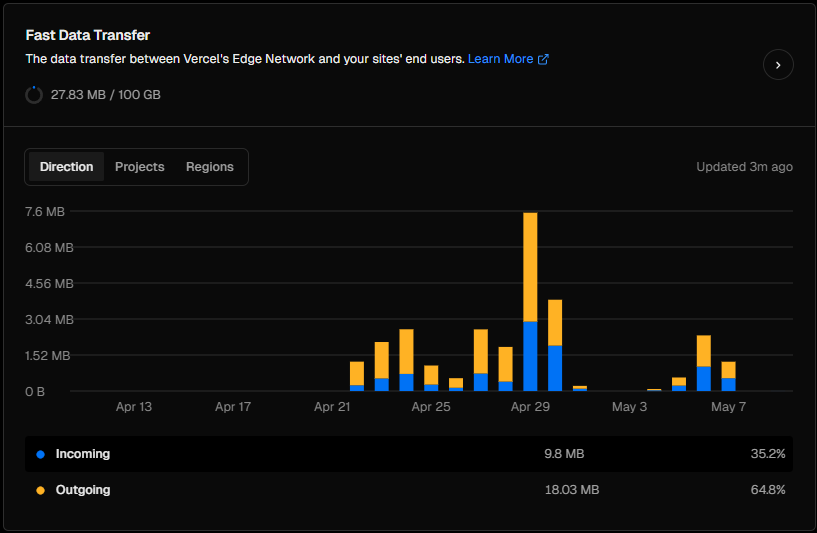 Fast Data Transfer
The data transfer between Vercel's Edge Network and your sites' end users. Learn More
27.83 MB / 100 GB
Direction Projects Regions Updated 3m ago
7.6 MB
6.08 MB
4.56 MB
3.04 MB
1.52 MB
0 B
Apr 13 Apr 17 Apr 21 Apr 25 Apr 29 May 3 May 7
Incoming 9.8 MB 35.2%
Outgoing 18.03 MB 64.8%